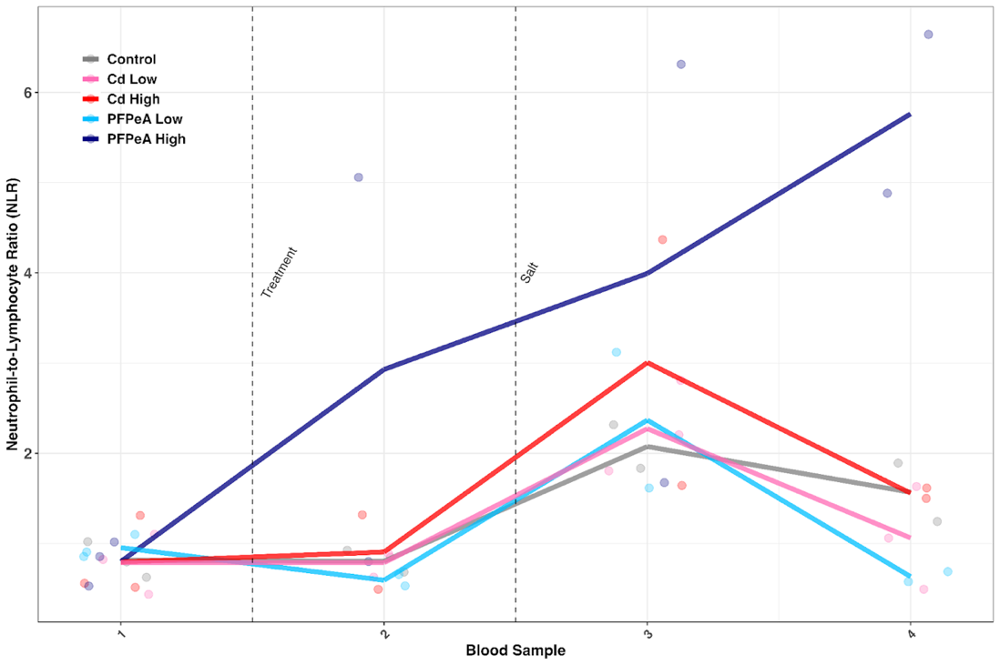 Control
Cd Low
Cd High
PFPeA Low
PFPeA High
Neutrophil-to-Lymphocyte Ratio (NLR)
6
4
2
Treatment
Salt
1
2
3
4
Blood Sample